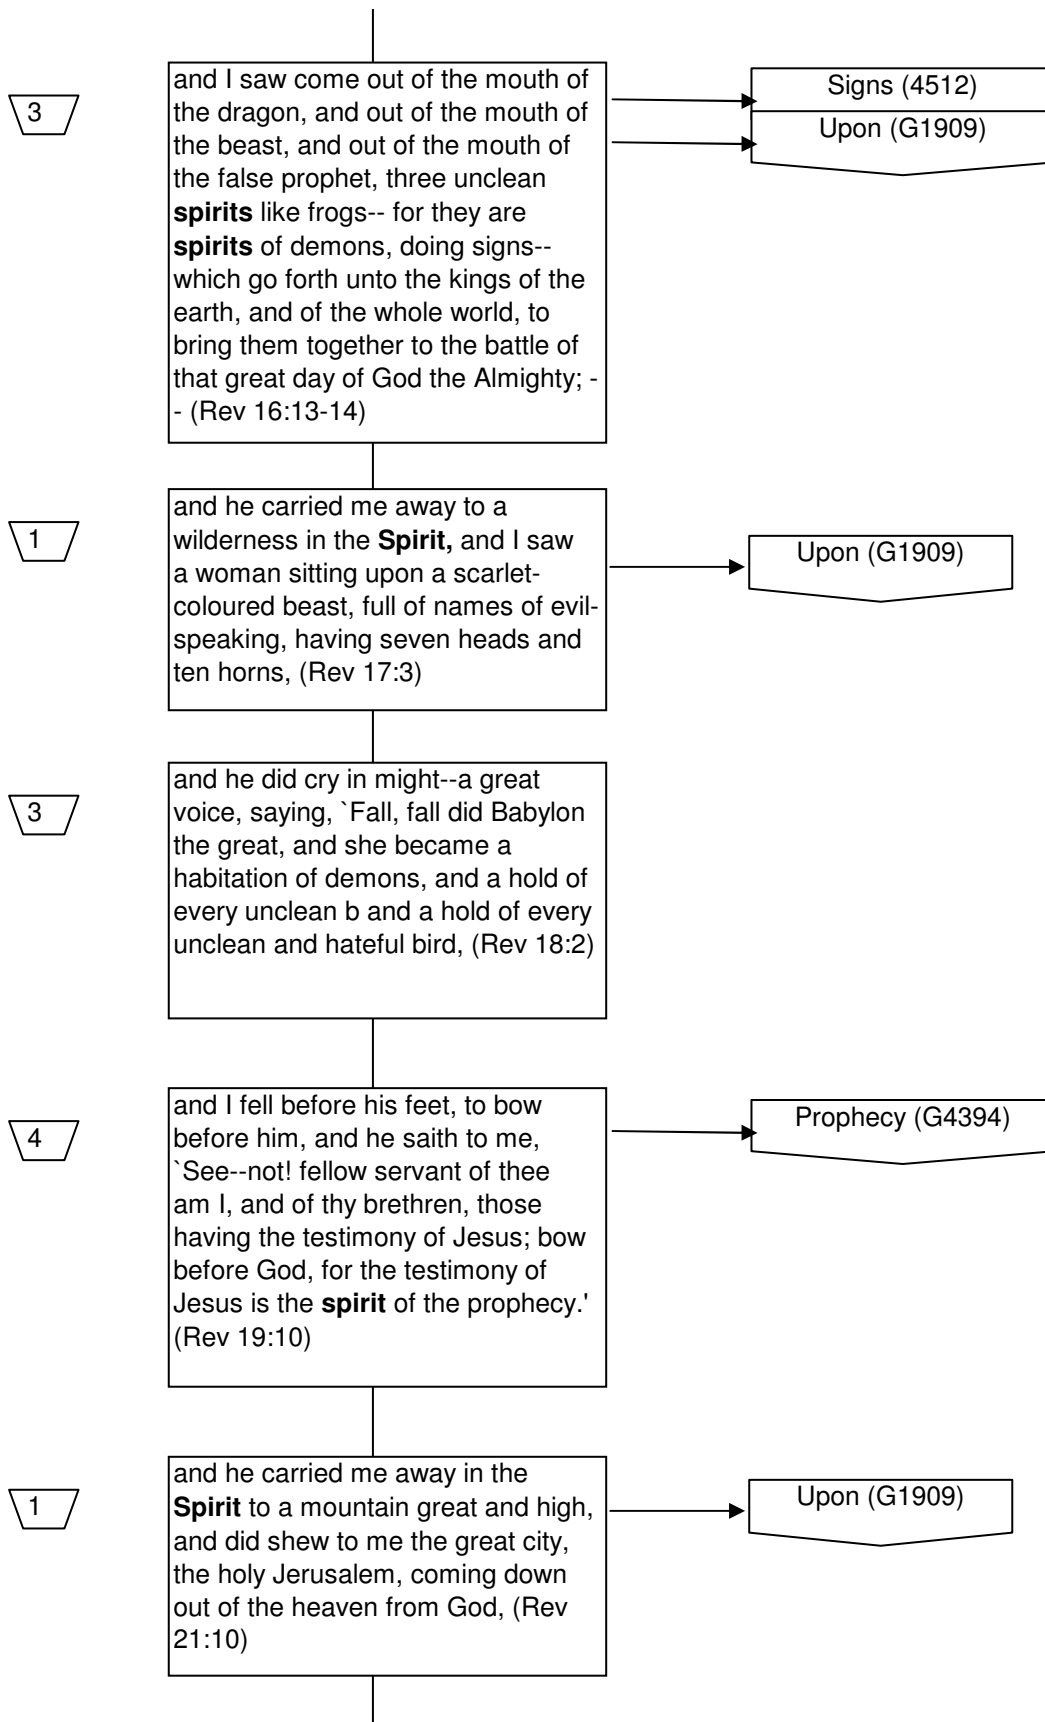 3
and I saw come out of the mouth of
the dragon, and out of the mouth of
the beast, and out of the mouth of
the false prophet, three unclean
spirits like frogs-- for they are
spirits of demons, doing signs--
which go forth unto the kings of the
earth, and of the whole world, to
bring them together to the battle of
that great day of God the Almighty; -
- (Rev 16:13-14)
Signs (4512)
Upon (G1909)
1
and he carried me away to a
wilderness in the Spirit, and I saw
a woman sitting upon a scarlet-
coloured beast, full of names of evil-
speaking, having seven heads and
ten horns, (Rev 17:3)
Upon (G1909)
3
and he did cry in might--a great
voice, saying, `Fall, fall did Babylon
the great, and she became a
habitation of demons, and a hold of
every unclean b and a hold of every
unclean and hateful bird, (Rev 18:2)
4
and I fell before his feet, to bow
before him, and he saith to me,
`See--not! fellow servant of thee
am I, and of thy brethren, those
having the testimony of Jesus; bow
before God, for the testimony of
Jesus is the spirit of the prophecy.'
(Rev 19:10)
Prophecy (G4394)
1
and he carried me away in the
Spirit to a mountain great and high,
and did shew to me the great city,
the holy Jerusalem, coming down
out of the heaven from God, (Rev
21:10)
Upon (G1909)